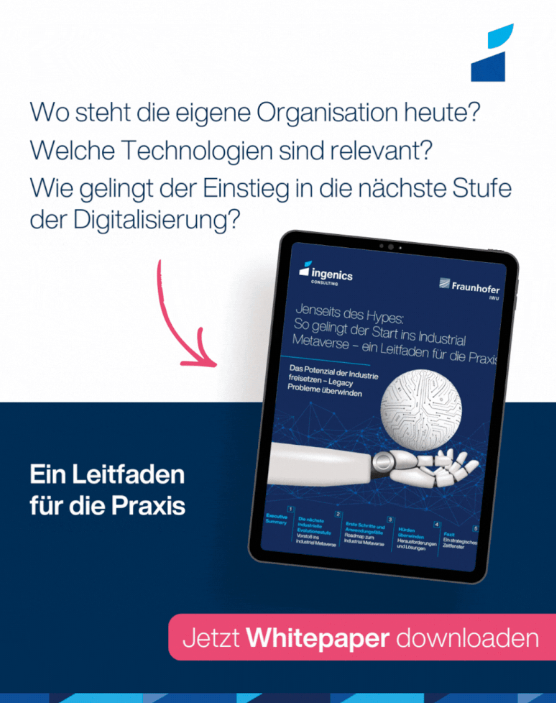 Wo steht die eigene Organisation heute?
Welche Technologien sind relevant?
Wie gelingt der Einstieg in die nächste Stufe
der Digitalisierung?
ingenics
CONSULTING
Fraunhofer
IWU
Jenseits des Hypes:
So gelingt der Start ins Industrial
Metaverse – ein Leitfaden für die Praxis
Das Potenzial der Industrie
freisetzen – Legacy
Probleme überwinden
Ein Leitfaden
für die Praxis
1
Executive
Summary
2
Die nächste
industrielle
Evolutionsstufe
Vorstoß ins
Industrial Metaverse
3
Erste Schritte und
Anwendungsfälle
Roadmap zum
Industrial Metaverse
4
Hürden
überwinden
Herausforderungen
und Lösungen
5
Fazit
Ein strategisches
Zeitfenster
Jetzt Whitepaper downloaden